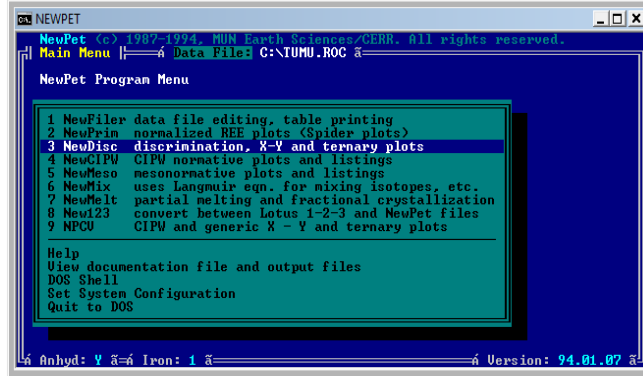 NEWPET
NewPet (c) 1987-1994, MUN Earth Sciences/CERR. All rights reserved.
Main Menu á Data File: C:\TUMU.ROC ã
NewPet Program Menu
1 NewFiler data file editing, table printing
2 NewPrim normalized REE plots (Spider plots)
3 NewDisc discrimination, X-Y and ternary plots
4 NewCIPW CIPW normative plots and listings
5 NewMeso mesonormative plots and listings
6 NewMix uses Langmuir eqn. for mixing isotopes, etc.
7 NewMelt partial melting and fractional crystallization
8 New123 convert between Lotus 1-2-3 and NewPet files
9 NPCV CIPW and generic X - Y and ternary plots
Help
View documentation file and output files
DOS Shell
Set System Configuration
Quit to DOS
á Anhyd: Y ã á Iron: 1 ã á Version: 94.01.07 ã